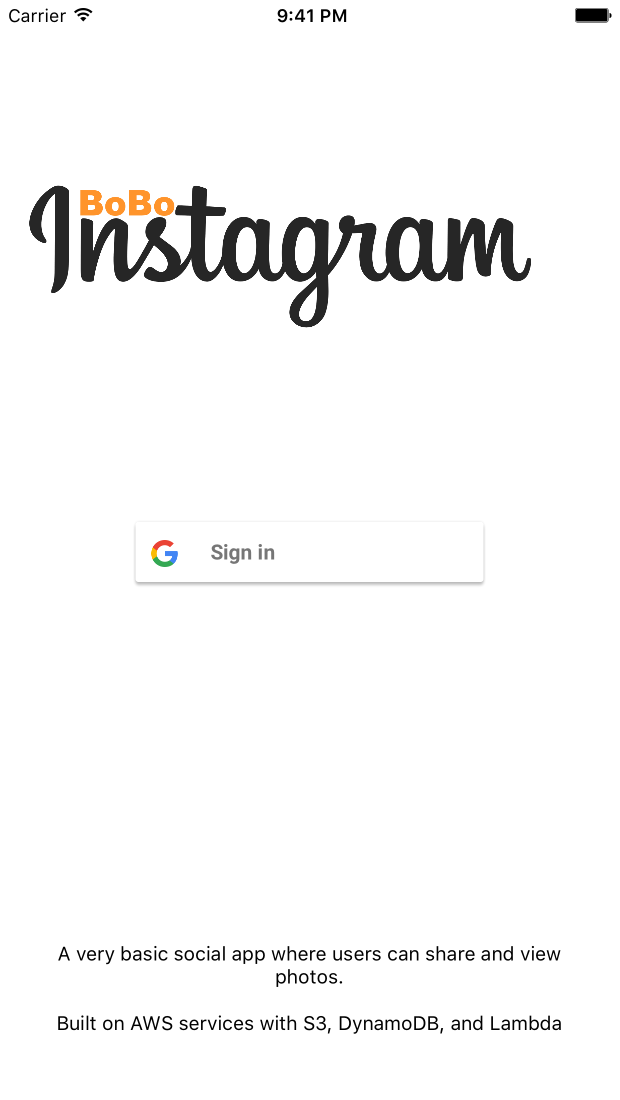 Carrier 9:41 PM
BoBo
Instagram
Sign in
A very basic social app where users can share and view
photos.
Built on AWS services with S3, DynamoDB, and Lambda